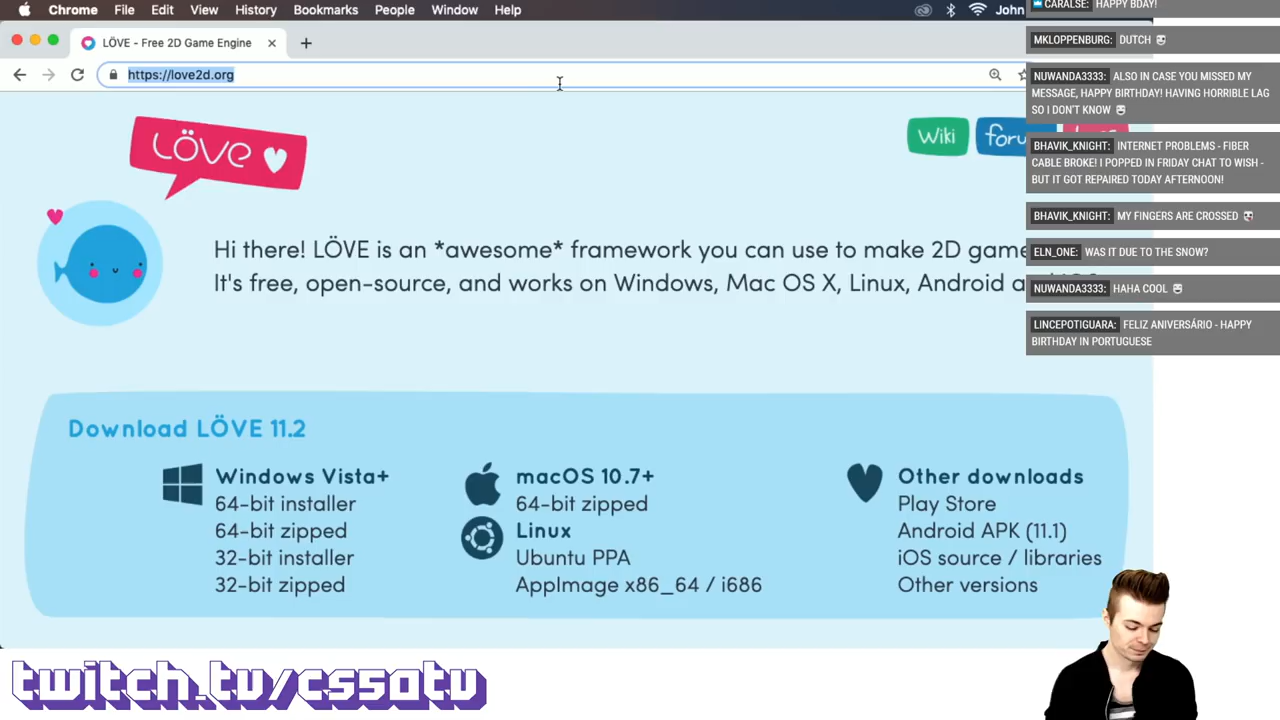 Chrome File Edit View History Bookmarks People Window Help John
LÖVE - Free 2D Game Engine
https://love2d.org
LÖVE
Wiki
Hi there! LÖVE is an *awesome* framework you can use to make 2D game
It's free, open-source, and works on Windows, Mac OS X, Linux, Android
Download LÖVE 11.2
Windows Vista+
64-bit installer
64-bit zipped
32-bit installer
32-bit zipped
macOS 10.7+
64-bit zipped
Linux
Ubuntu PPA
AppImage x86_64 / i686
Other downloads
Play Store
Android APK (11.1)
iOS source / libraries
Other versions
CARALSE: HAPPY BDAY!
MKLOPPENBURG: DUTCH
NUWANDA3333: ALSO IN CASE YOU MISSED MY
MESSAGE, HAPPY BIRTHDAY! HAVING HORRIBLE LAG
SO I DON'T KNOW
BHAVIK_KNIGHT: INTERNET PROBLEMS - FIBER
CABLE BROKE! I POPPED IN FRIDAY CHAT TO WISH -
BUT IT GOT REPAIRED TODAY AFTERNOON!
BHAVIK_KNIGHT: MY FINGERS ARE CROSSED
ELN_ONE: WAS IT DUE TO THE SNOW?
NUWANDA3333: HAHA COOL
LINCEPOTIGUARA: FELIZ ANIVERSÁRIO - HAPPY
BIRTHDAY IN PORTUGUESE
twitch.tv/cs50tv